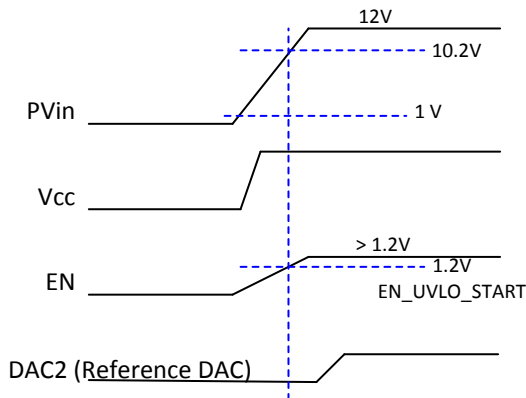 12V
10.2V
PVin
1 V
Vcc
> 1.2V
1.2V
EN
EN_UVLO_START
DAC2 (Reference DAC)